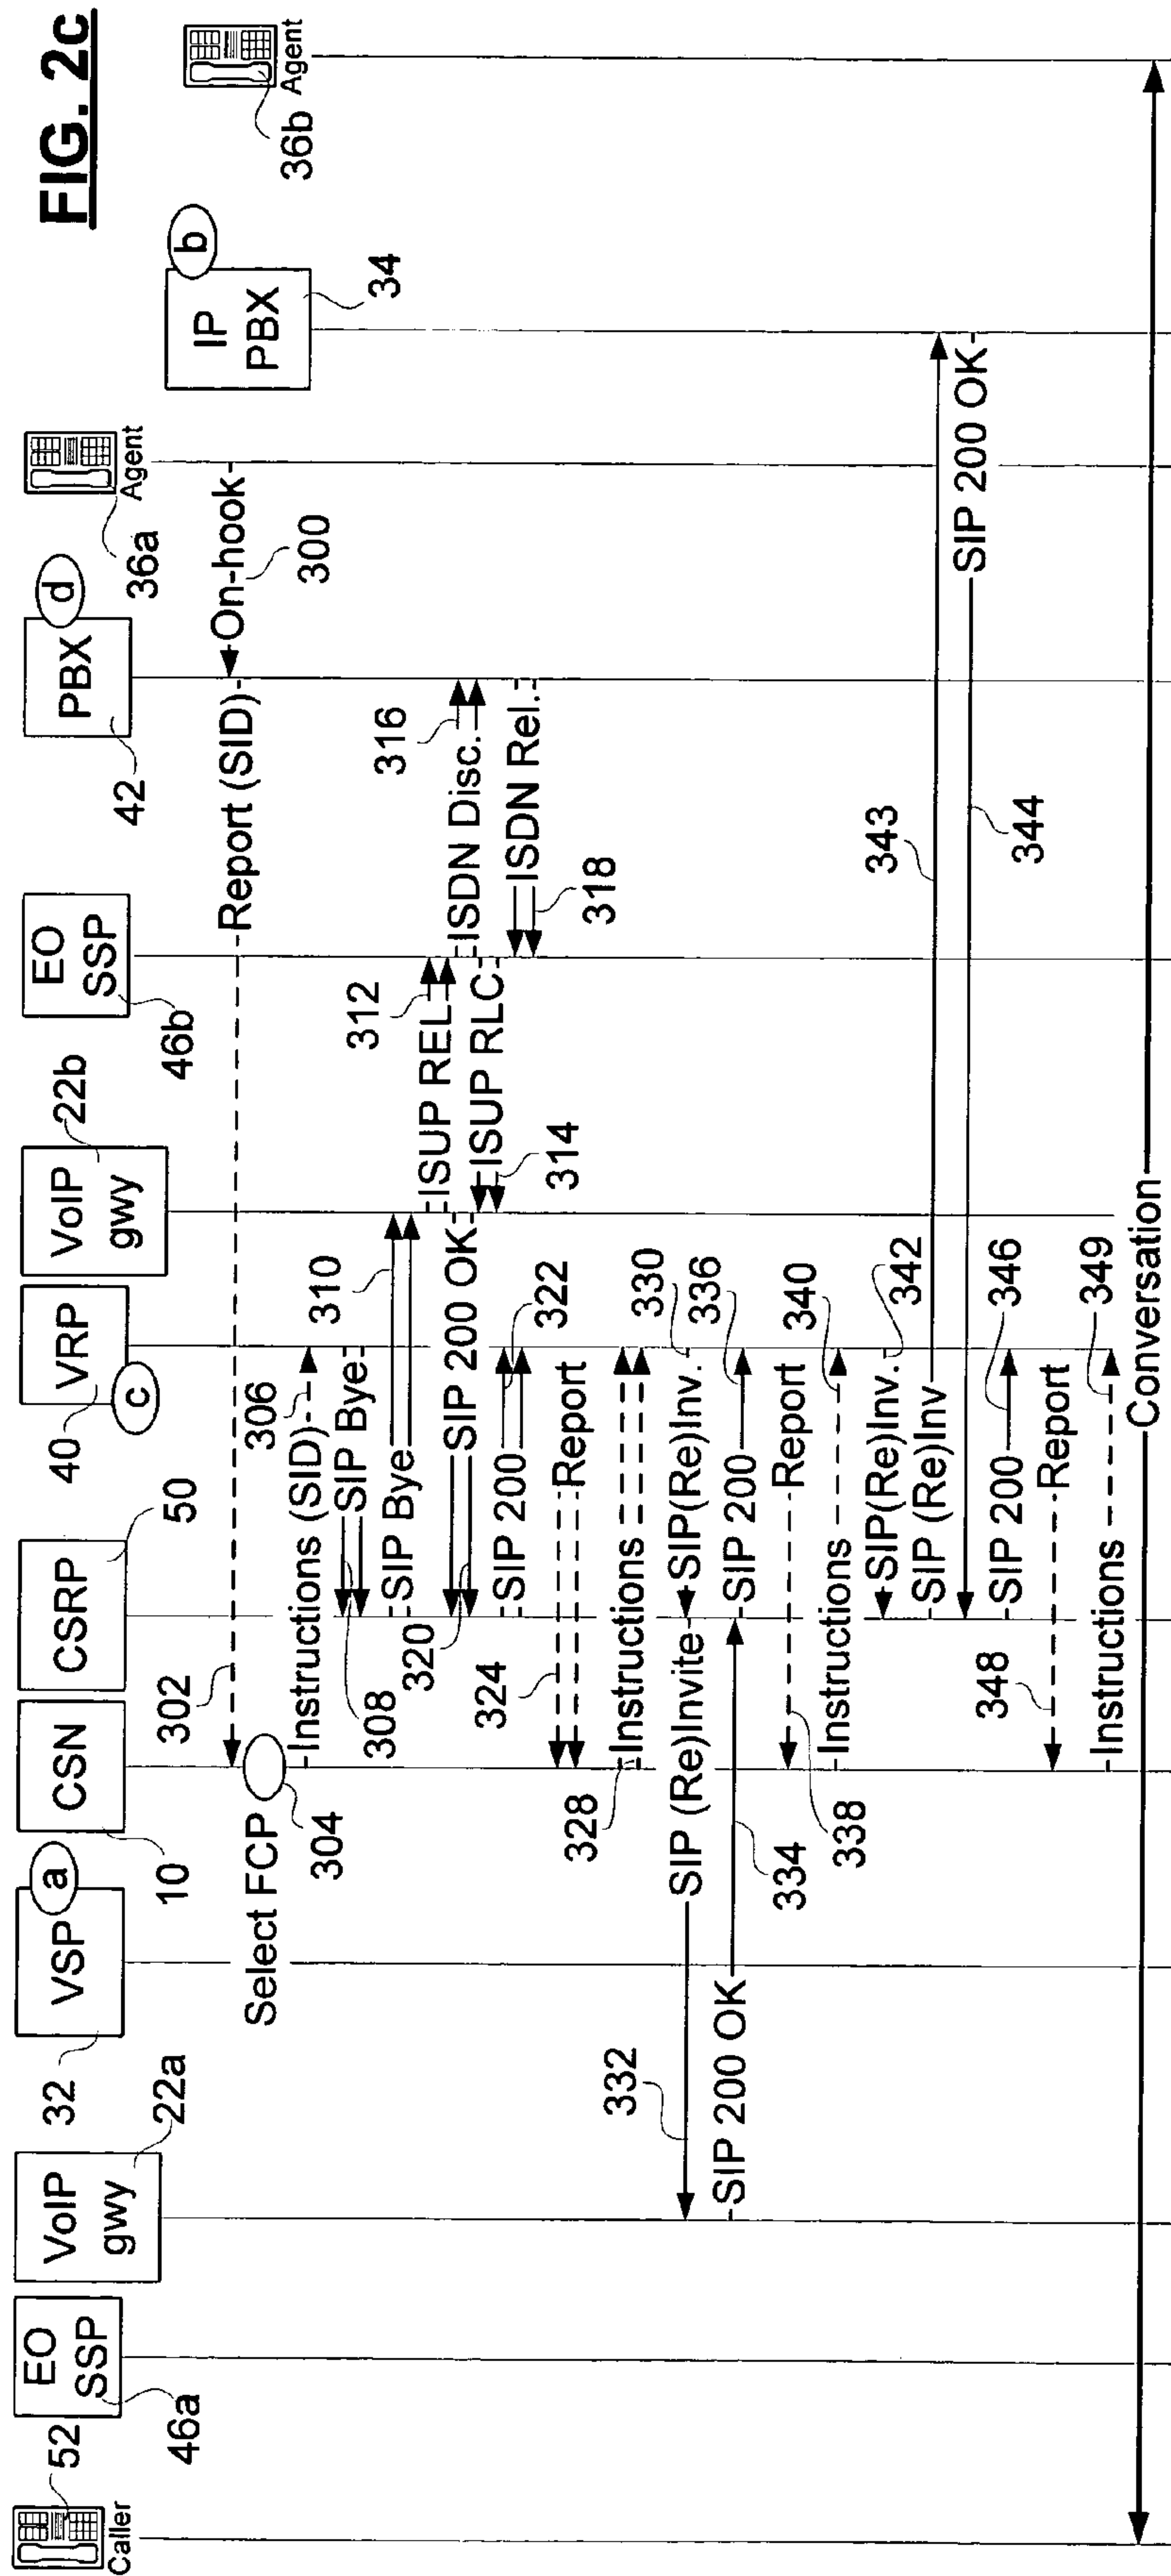 FIG. 2c
Caller
52
EO
SSP
46a
VoIP
gwy
22a
VSP
a
32
CSN
10
CSRP
50
VRP
c
40
VoIP
gwy
22b
EO
SSP
46b
PBX
d
42
Agent
36a
IP
PBX
b
34
Agent
36b
On-hook
300
Report (SID)
302
Select FCP
304
Instructions (SID)
306
SIP Bye
308
SIP Bye
310
ISUP REL
312
SIP 200 OK
320
ISDN Disc.
316
ISUP RLC
314
SIP 200
322
ISDN Rel.
318
Report
324
Instructions
328
SIP(Re)Inv.
330
SIP (Re)Invite
332
SIP 200 OK
334
SIP 200
336
Report
338
Instructions
340
SIP(Re)Inv.
342
SIP (Re)Inv
343
SIP 200 OK
344
SIP 200
346
Report
348
Instructions
349
Conversation